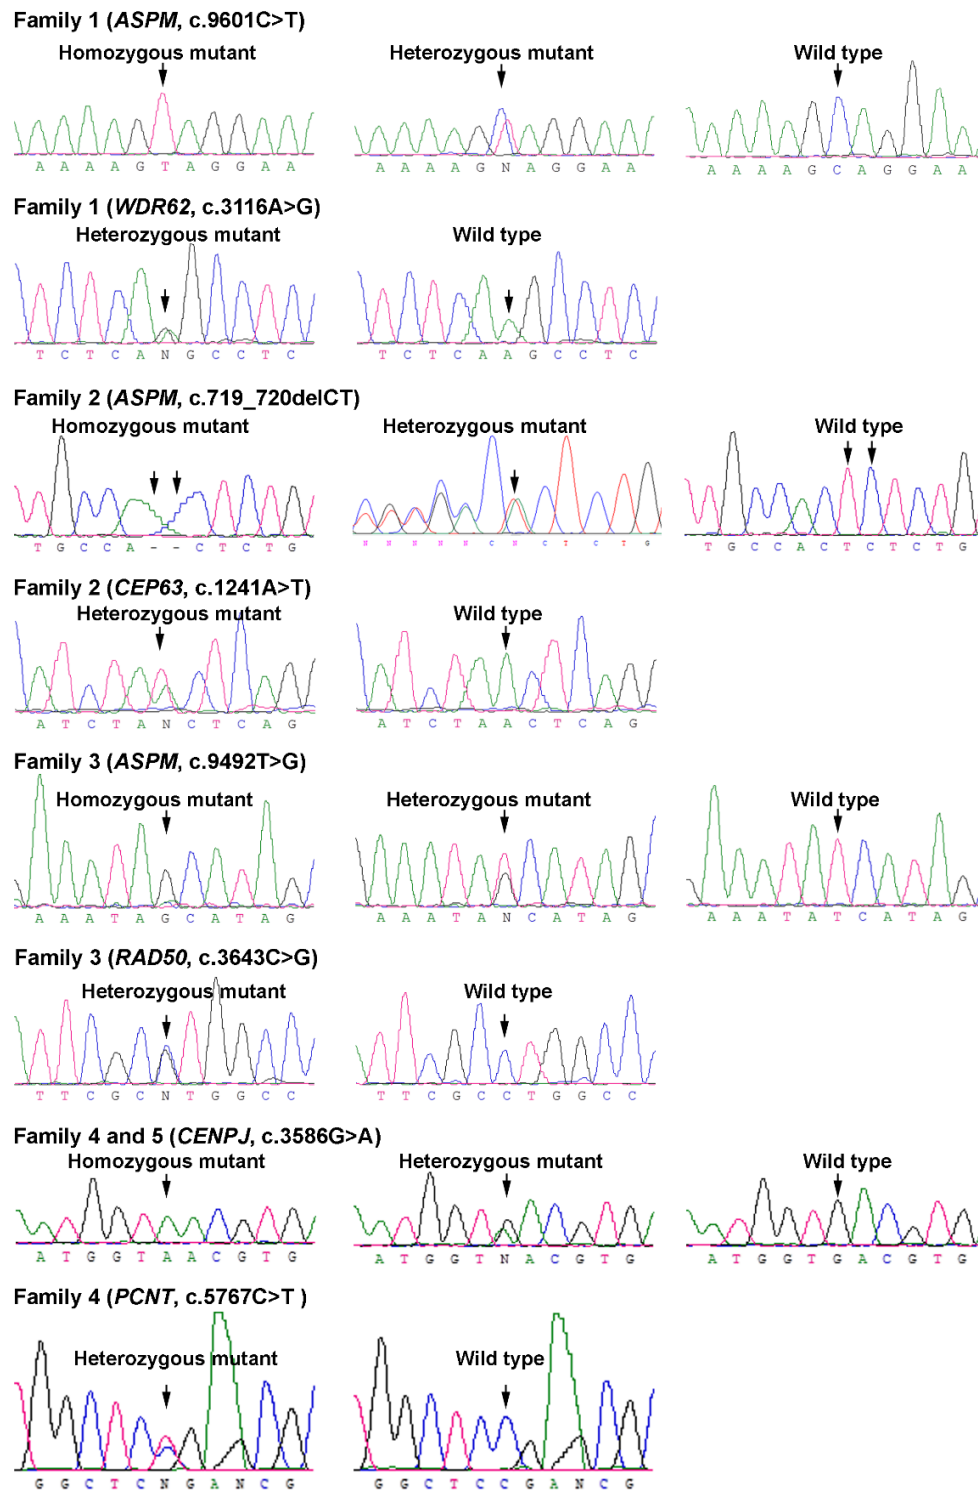 Family 1 (ASPM, c.9601C>T)
Homozygous mutant Heterozygous mutant Wild type
A A A A G T A G G A A A A A A G N A G G A A A A A A G C A G G A A
Family 1 (WDR62, c.3116A>G)
Heterozygous mutant Wild type
T C T C A N G C C T C T C T C A A G C C T C
Family 2 (ASPM, c.719_720delCT)
Homozygous mutant Heterozygous mutant Wild type
T G C C A - - C T C T G N N N N C N C T C T G T G C C A C T C T C T G
Family 2 (CEP63, c.1241A>T)
Heterozygous mutant Wild type
A T C T A N C T C A G A T C T A A C T C A G
Family 3 (ASPM, c.9492T>G)
Homozygous mutant Heterozygous mutant Wild type
A A A T A G C A T A G A A A T A N C A T A G A A A T A T C A T A G
Family 3 (RAD50, c.3643C>G)
Heterozygous mutant Wild type
T T C G C N T G G C C T T C G C C T G G C C
Family 4 and 5 (CENPJ, c.3586G>A)
Homozygous mutant Heterozygous mutant Wild type
A T G G T A A C G T G A T G G T N A C G T G A T G G T G A C G T G
Family 4 (PCNT, c.5767C>T )
Heterozygous mutant Wild type
G G C T C N G A N C G G G C T C C G A N C G